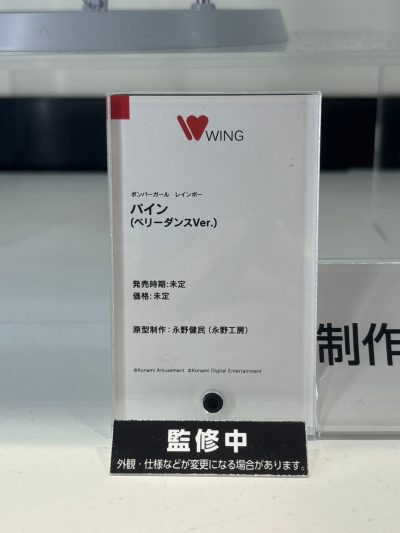 WING
ボンバーガール レインボー
パイン
(ベリーダンスVer.)
発売時期:未定
価格:未定
原型制作:永野健民(永野工房)
©Konami Amusement ©Konami Digital Entertainment
監修中
外観・仕様などが変更になる場合があります。
制作